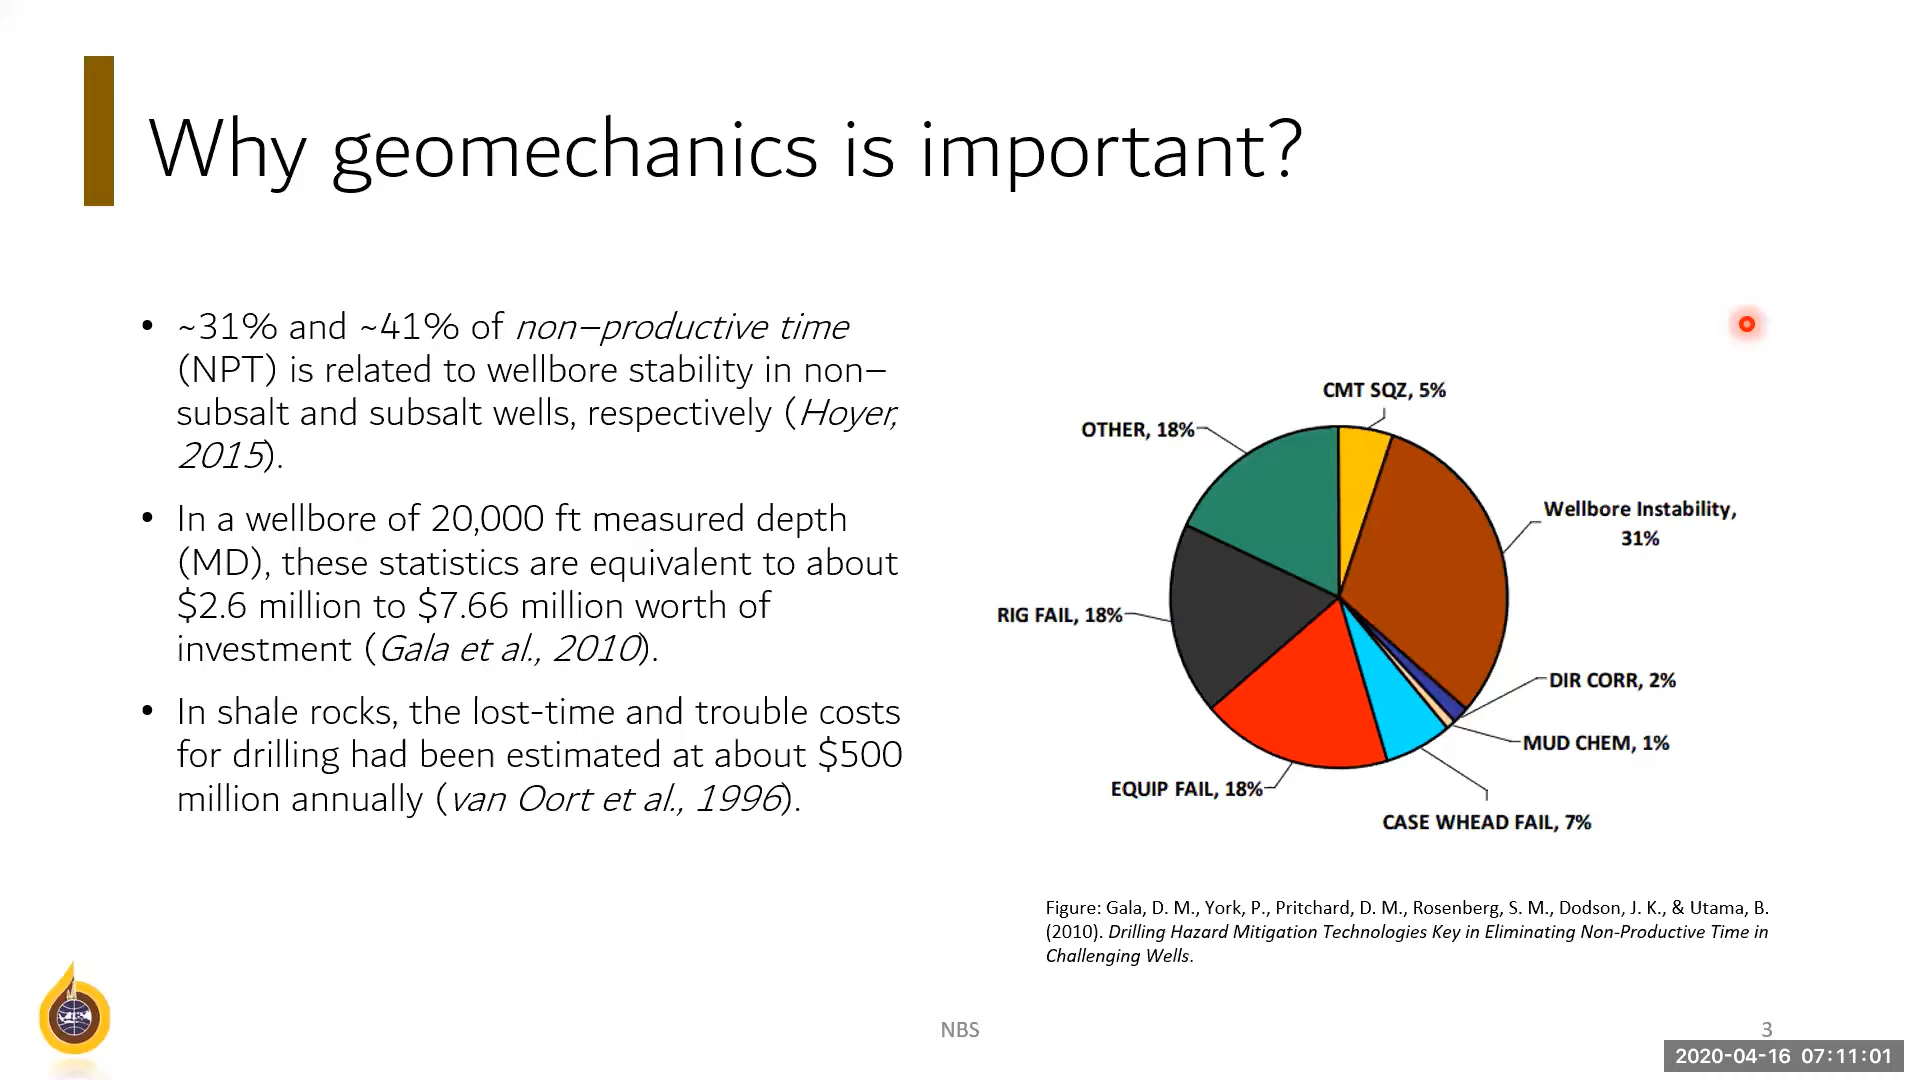 Why geomechanics is important?
• ~31% and ~41% of non–productive time
(NPT) is related to wellbore stability in non–
subsalt and subsalt wells, respectively (Hoyer,
2015).
• In a wellbore of 20,000 ft measured depth
(MD), these statistics are equivalent to about
$2.6 million to $7.66 million worth of
investment (Gala et al., 2010).
• In shale rocks, the lost-time and trouble costs
for drilling had been estimated at about $500
million annually (van Oort et al., 1996).
CMT SQZ, 5%
OTHER, 18%
Wellbore Instability,
31%
RIG FAIL, 18%
DIR CORR, 2%
MUD CHEM, 1%
EQUIP FAIL, 18%
CASE WHEAD FAIL, 7%
Figure: Gala, D. M., York, P., Pritchard, D. M., Rosenberg, S. M., Dodson, J. K., & Utama, B.
(2010). Drilling Hazard Mitigation Technologies Key in Eliminating Non-Productive Time in
Challenging Wells.
NBS
3
2020-04-16 07:11:01